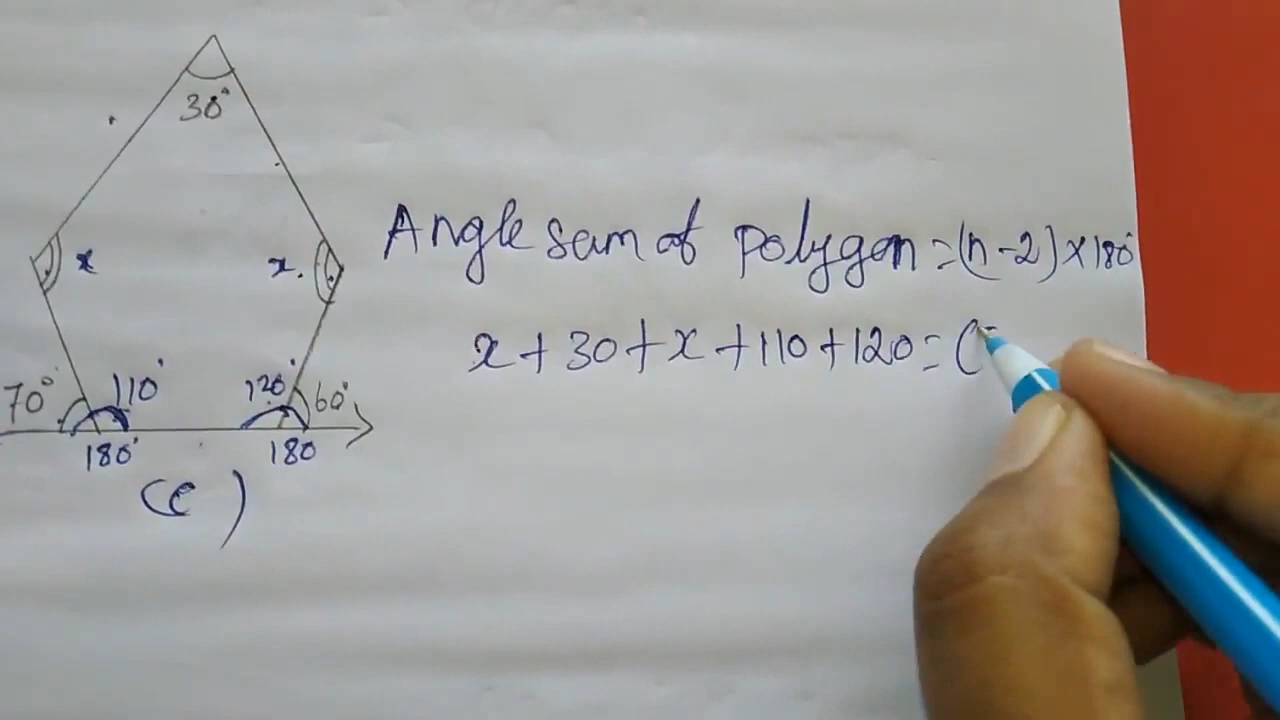 30°
x
x.
70° 110° 120° 60°
180° 180
(c)
Angle sum of polygon = (n-2)×180°
x + 30 + x + 110 + 120 = (